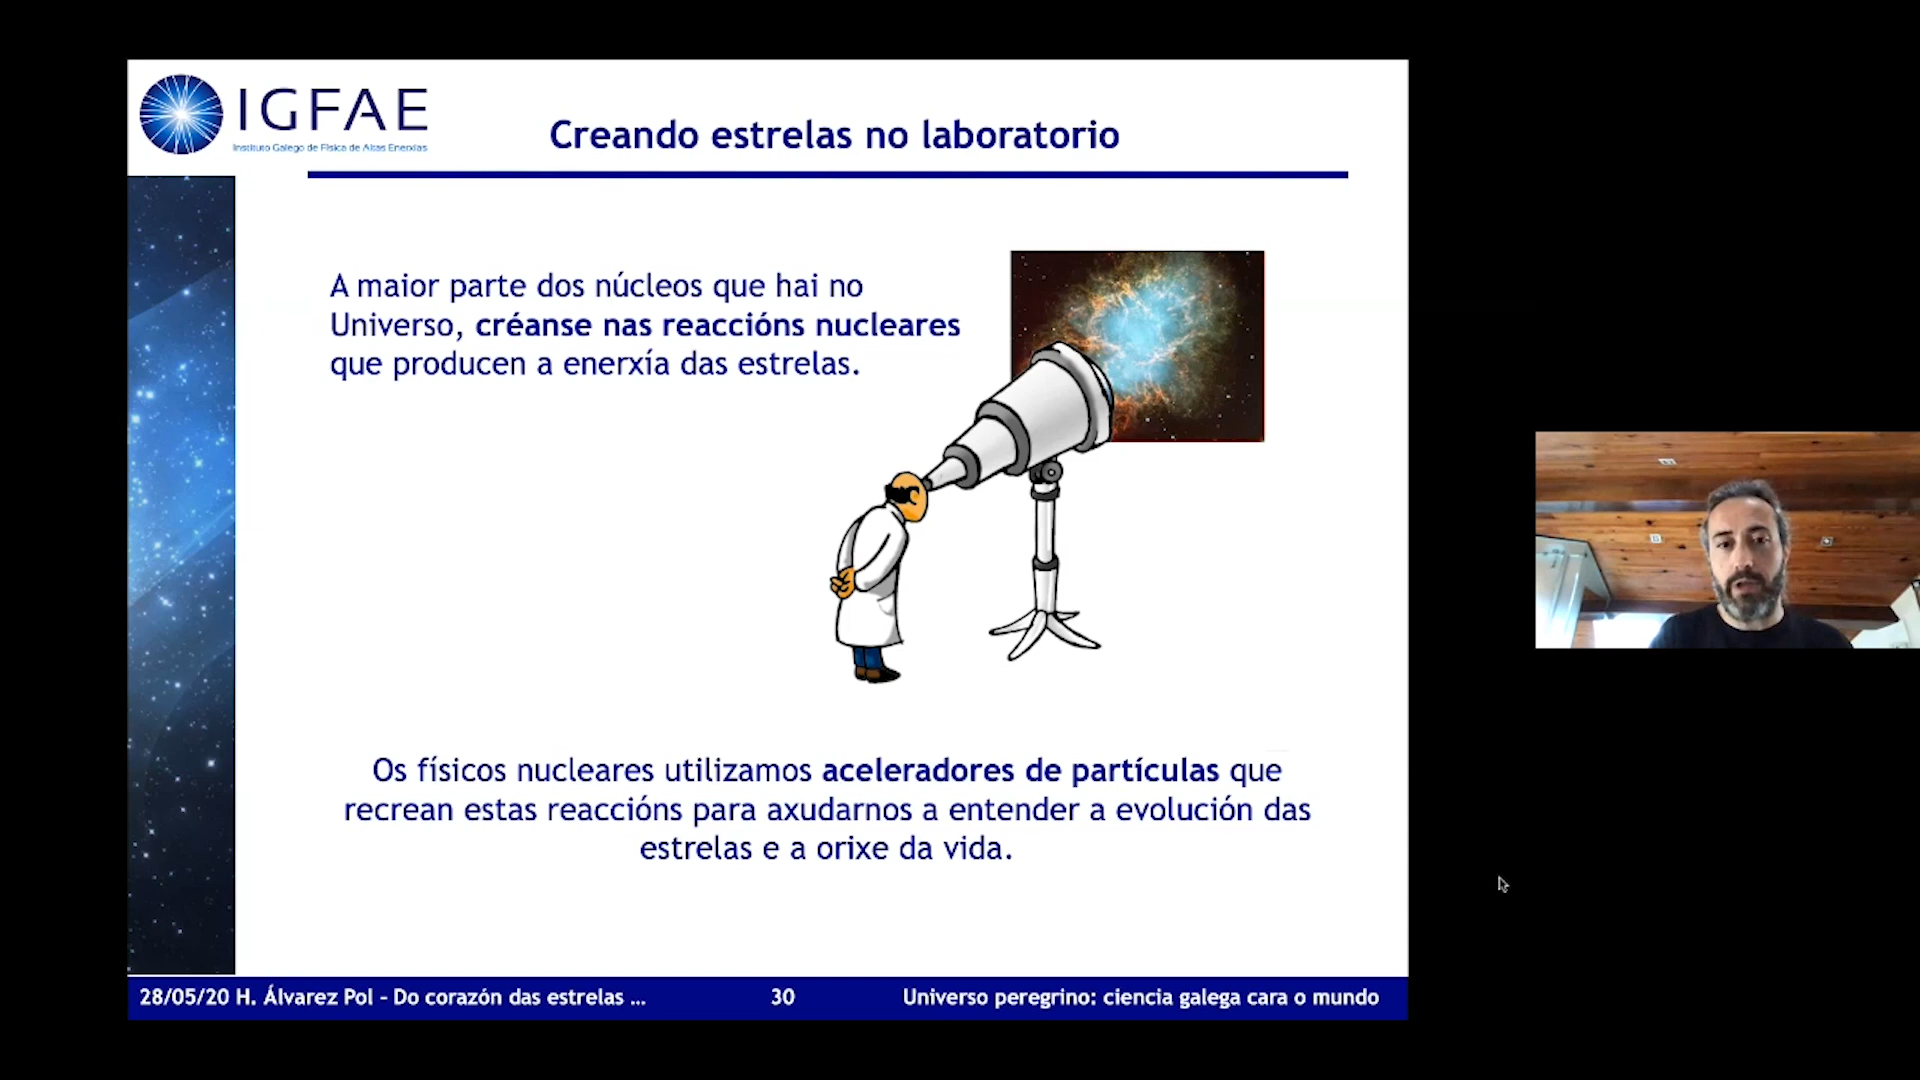 IGFAE
Instituto Galego de Física de Altas Enerxías
Creando estrelas no laboratorio
A maior parte dos núcleos que hai no
Universo, créanse nas reaccións nucleares
que producen a enerxía das estrelas.
Os físicos nucleares utilizamos aceleradores de partículas que
recrean estas reaccións para axudarnos a entender a evolución das
estrelas e a orixe da vida.
28/05/20 H. Álvarez Pol - Do corazón das estrelas ...
30
Universo peregrino: ciencia galega cara o mundo